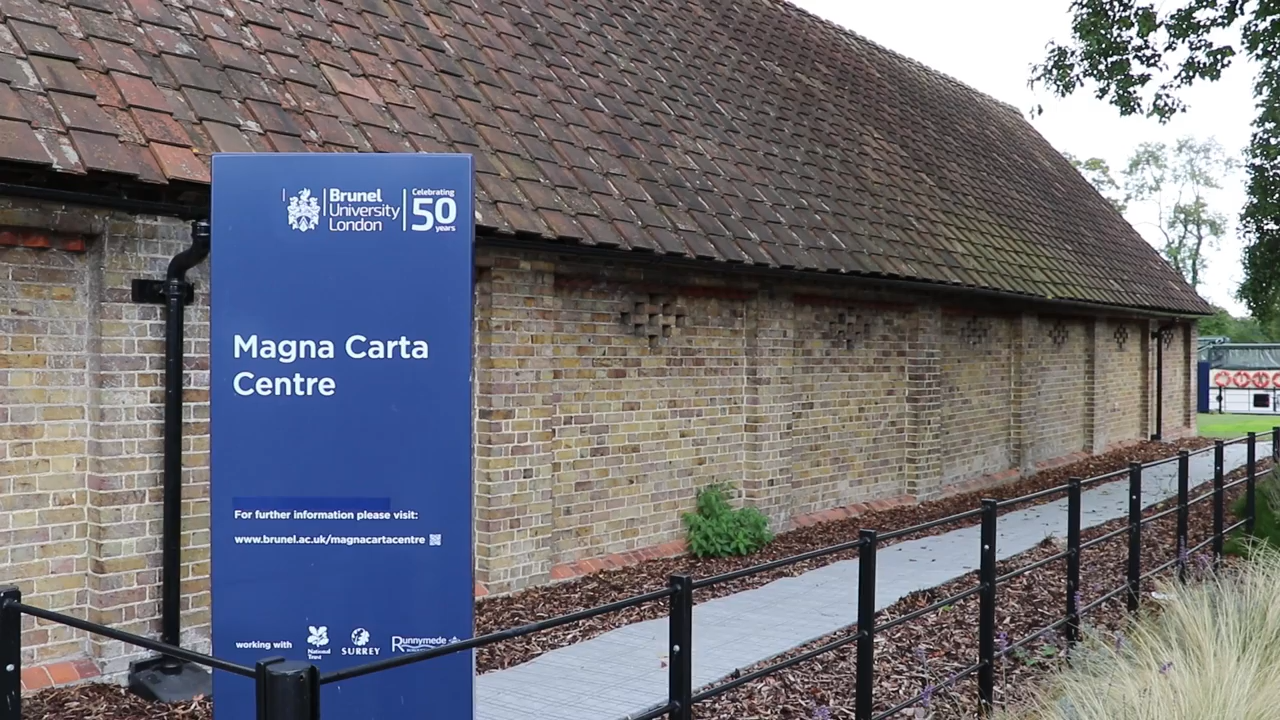 Brunel
University
London
Celebrating
50
years
Magna Carta
Centre
For further information please visit:
www.brunel.ac.uk/magnacartacentre
working with
National
Trust
SURREY
Runnymede